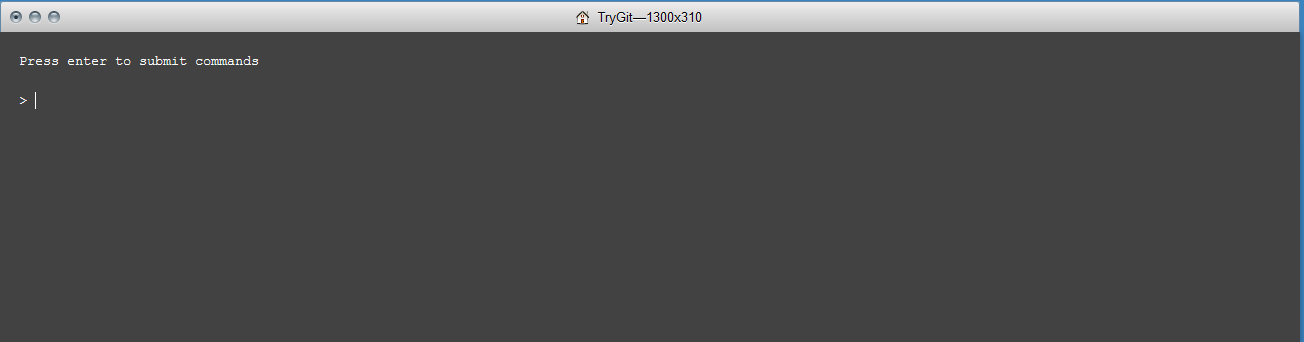 TryGit—1300x310
Press enter to submit commands
>